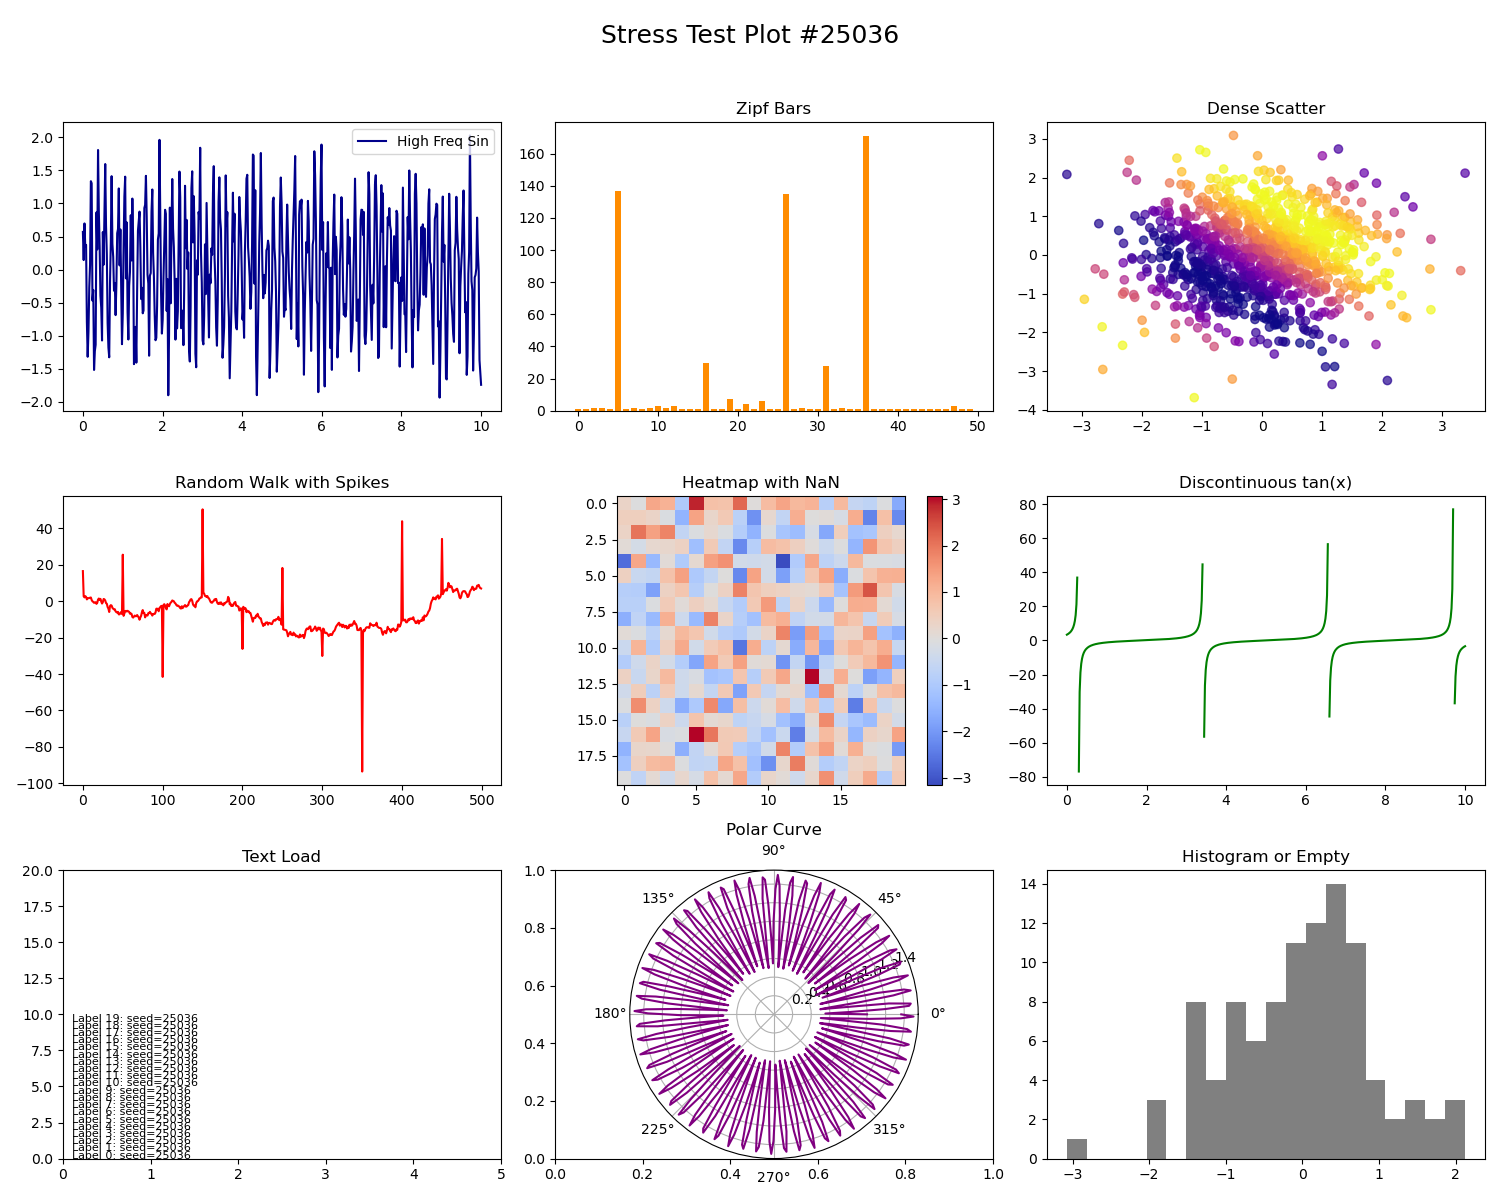 Stress Test Plot #25036
High Freq Sin
2.0
1.5
1.0
0.5
0.0
−0.5
−1.0
−1.5
−2.0
0 2 4 6 8 10
Zipf Bars
160
140
120
100
80
60
40
20
0
0 10 20 30 40 50
Dense Scatter
3
2
1
0
−1
−2
−3
−4
−3 −2 −1 0 1 2 3
Random Walk with Spikes
40
20
0
−20
−40
−60
−80
−100
0 100 200 300 400 500
Heatmap with NaN
0.0
2.5
5.0
7.5
10.0
12.5
15.0
17.5
0 5 10 15
3
2
1
0
−1
−2
−3
Discontinuous tan(x)
80
60
40
20
0
−20
−40
−60
−80
0 2 4 6 8 10
Text Load
20.0
17.5
15.0
12.5
10.0
7.5
5.0
2.5
0.0
0 1 2 3 4 5
Label 19: seed=25036
Label 18: seed=25036
Label 17: seed=25036
Label 16: seed=25036
Label 15: seed=25036
Label 14: seed=25036
Label 13: seed=25036
Label 12: seed=25036
Label 11: seed=25036
Label 10: seed=25036
Label 9: seed=25036
Label 8: seed=25036
Label 7: seed=25036
Label 6: seed=25036
Label 5: seed=25036
Label 4: seed=25036
Label 3: seed=25036
Label 2: seed=25036
Label 1: seed=25036
Label 0: seed=25036
Polar Curve
1.0
0.8
0.6
0.4
0.2
0.0
0.0 0.2 0.4 0.6 0.8 1.0
90°
135° 45°
180° 0°
225° 315°
270°
0.2
0.4
0.6
0.8
1.0
1.2
1.4
Histogram or Empty
14
12
10
8
6
4
2
0
−3 −2 −1 0 1 2